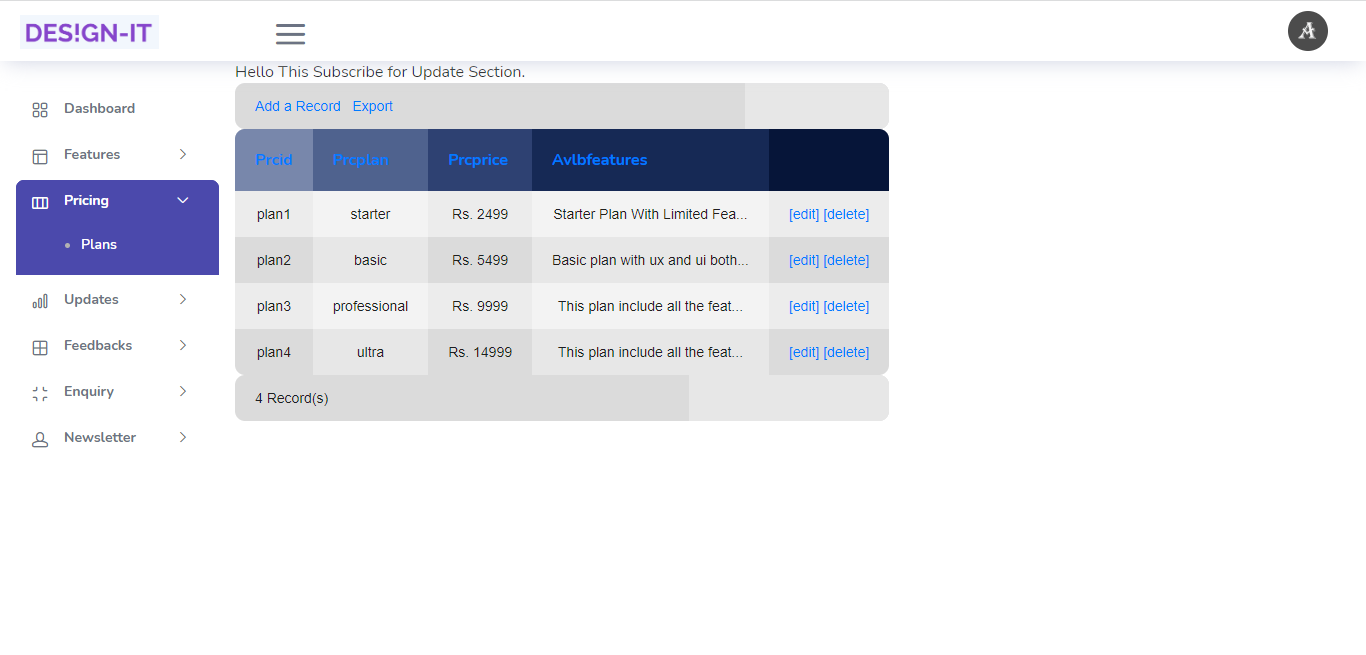 DES!GN-IT
A
Hello This Subscribe for Update Section.
Dashboard
Features
Pricing
Plans
Updates
Feedbacks
Enquiry
Newsletter
Add a Record Export
Prcid Prcplan Prcprice Avlbfeatures
plan1 starter Rs. 2499 Starter Plan With Limited Fea... [edit] [delete]
plan2 basic Rs. 5499 Basic plan with ux and ui both... [edit] [delete]
plan3 professional Rs. 9999 This plan include all the feat... [edit] [delete]
plan4 ultra Rs. 14999 This plan include all the feat... [edit] [delete]
4 Record(s)